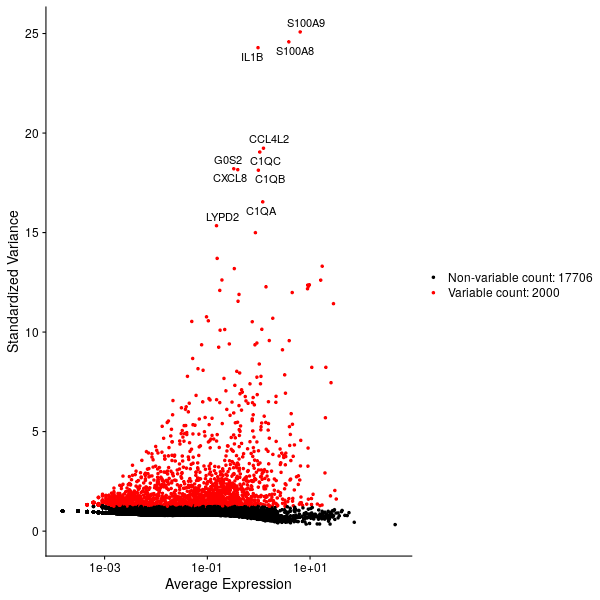 S100A9
S100A8
IL1B
CCL4L2
G0S2
C1QC
CXCL8
C1QB
LYPD2
C1QA
25
20
15
10
5
0
Standardized Variance
1e-03
1e-01
1e+01
Average Expression
Non-variable count: 17706
Variable count: 2000